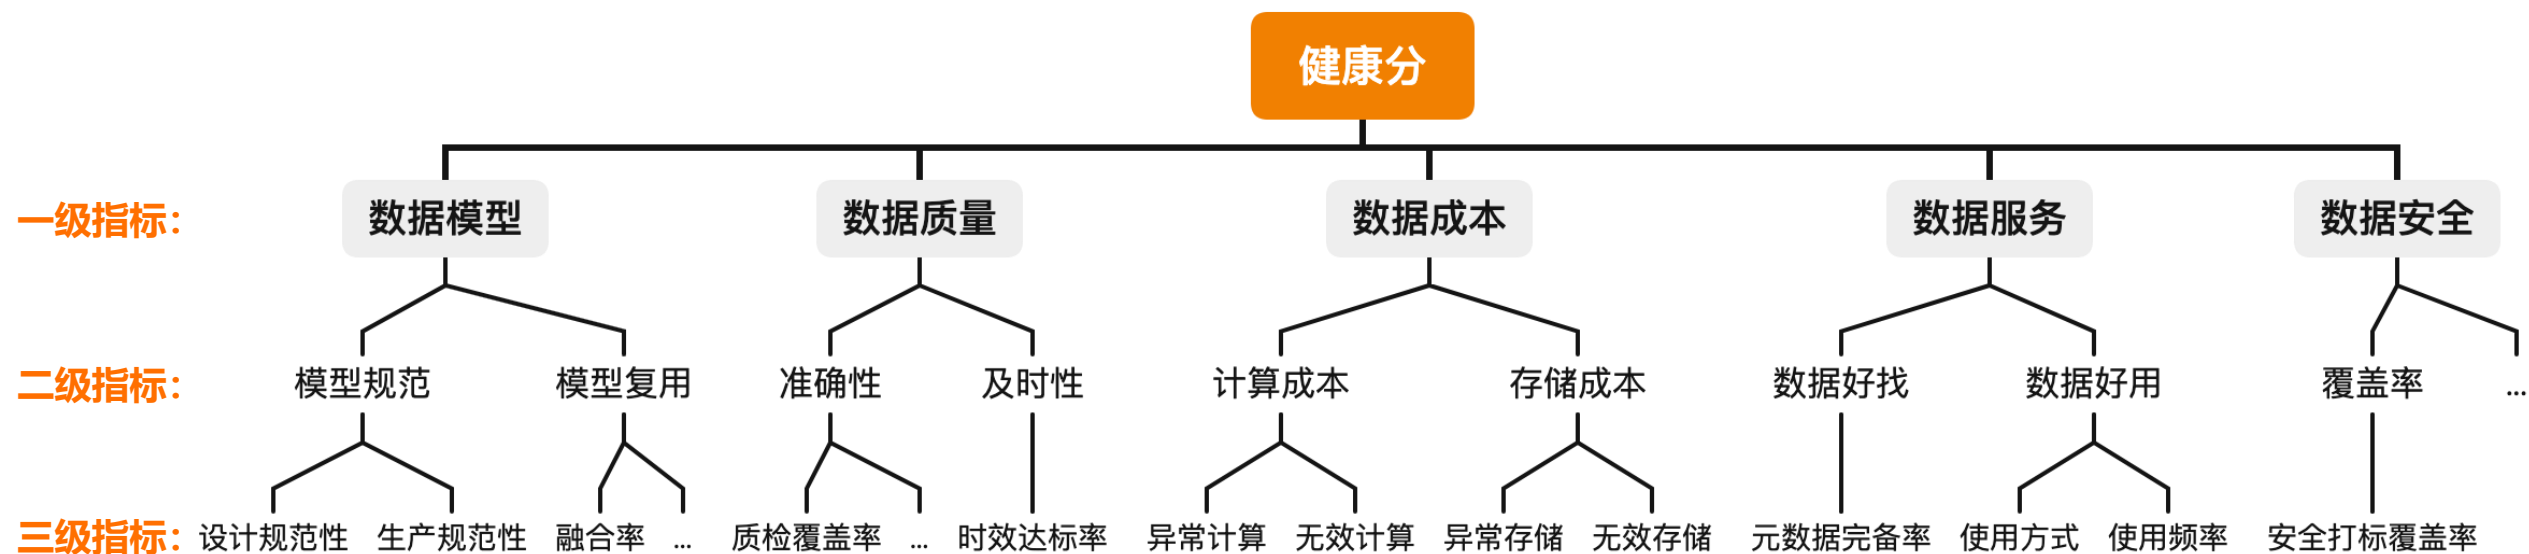 健康分
一级指标： 数据模型 数据质量 数据成本 数据服务 数据安全
二级指标： 模型规范 模型复用 准确性 及时性 计算成本 存储成本 数据好找 数据好用 覆盖率 ...
三级指标： 设计规范性 生产规范性 融合率 ... 质检覆盖率 ... 时效达标率 异常计算 无效计算 异常存储 无效存储 元数据完备率 使用方式 使用频率 安全打标覆盖率